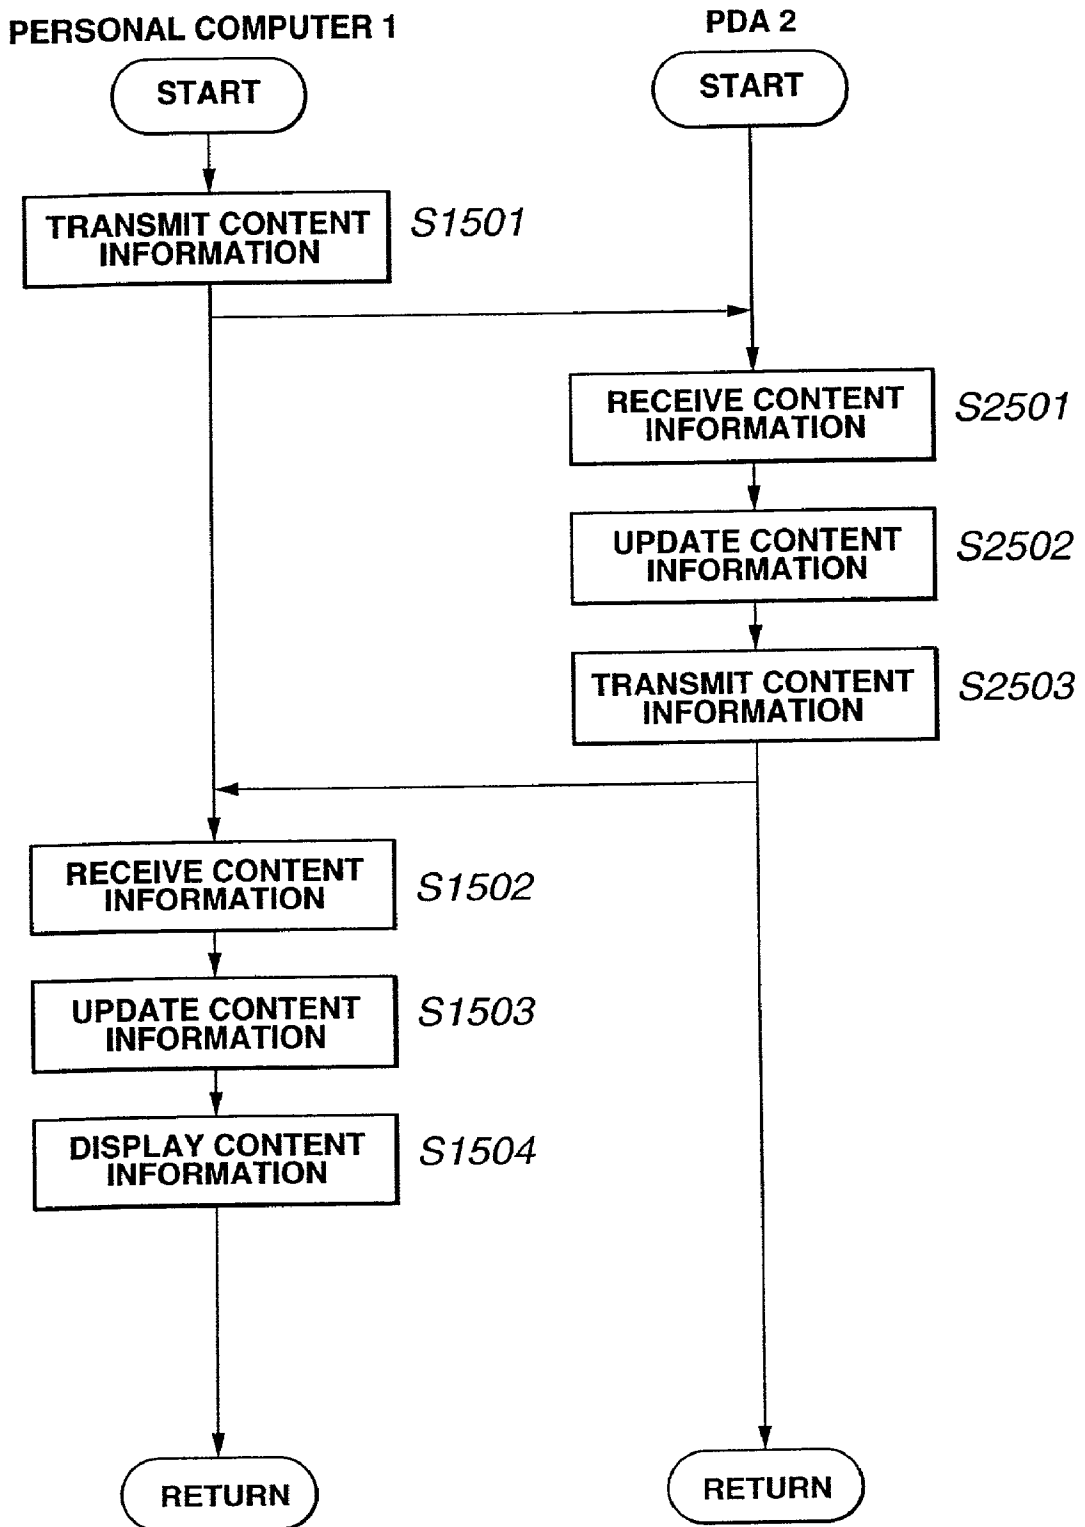 PERSONAL COMPUTER 1
PDA 2
START
START
TRANSMIT CONTENT
INFORMATION
S1501
RECEIVE CONTENT
INFORMATION
S2501
UPDATE CONTENT
INFORMATION
S2502
TRANSMIT CONTENT
INFORMATION
S2503
RECEIVE CONTENT
INFORMATION
S1502
UPDATE CONTENT
INFORMATION
S1503
DISPLAY CONTENT
INFORMATION
S1504
RETURN
RETURN